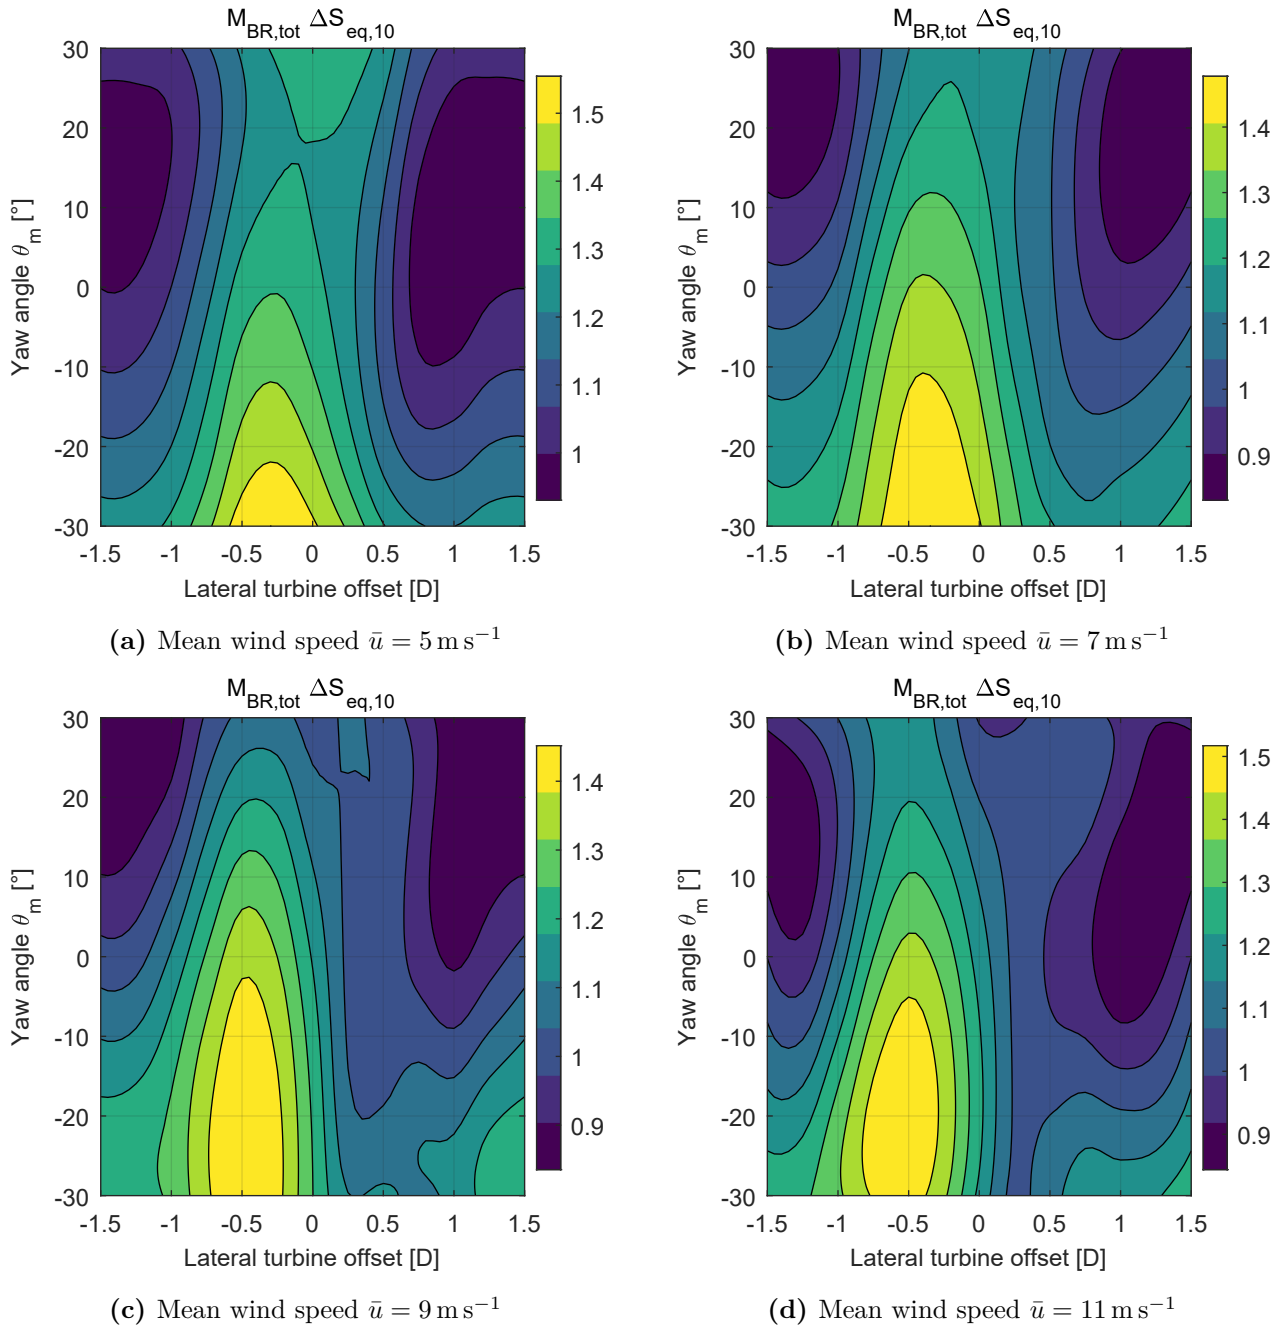 M_BR,tot ΔS_eq,10
30
20
10
0
-10
-20
-30
Yaw angle θ_m [°]
-1.5 -1 -0.5 0 0.5 1 1.5
Lateral turbine offset [D]
1.5
1.4
1.3
1.2
1.1
1
(a) Mean wind speed ū = 5 m s⁻¹
M_BR,tot ΔS_eq,10
30
20
10
0
-10
-20
-30
Yaw angle θ_m [°]
-1.5 -1 -0.5 0 0.5 1 1.5
Lateral turbine offset [D]
1.4
1.3
1.2
1.1
1
0.9
(b) Mean wind speed ū = 7 m s⁻¹
M_BR,tot ΔS_eq,10
30
20
10
0
-10
-20
-30
Yaw angle θ_m [°]
-1.5 -1 -0.5 0 0.5 1 1.5
Lateral turbine offset [D]
1.4
1.3
1.2
1.1
1
0.9
(c) Mean wind speed ū = 9 m s⁻¹
M_BR,tot ΔS_eq,10
30
20
10
0
-10
-20
-30
Yaw angle θ_m [°]
-1.5 -1 -0.5 0 0.5 1 1.5
Lateral turbine offset [D]
1.5
1.4
1.3
1.2
1.1
1
0.9
(d) Mean wind speed ū = 11 m s⁻¹